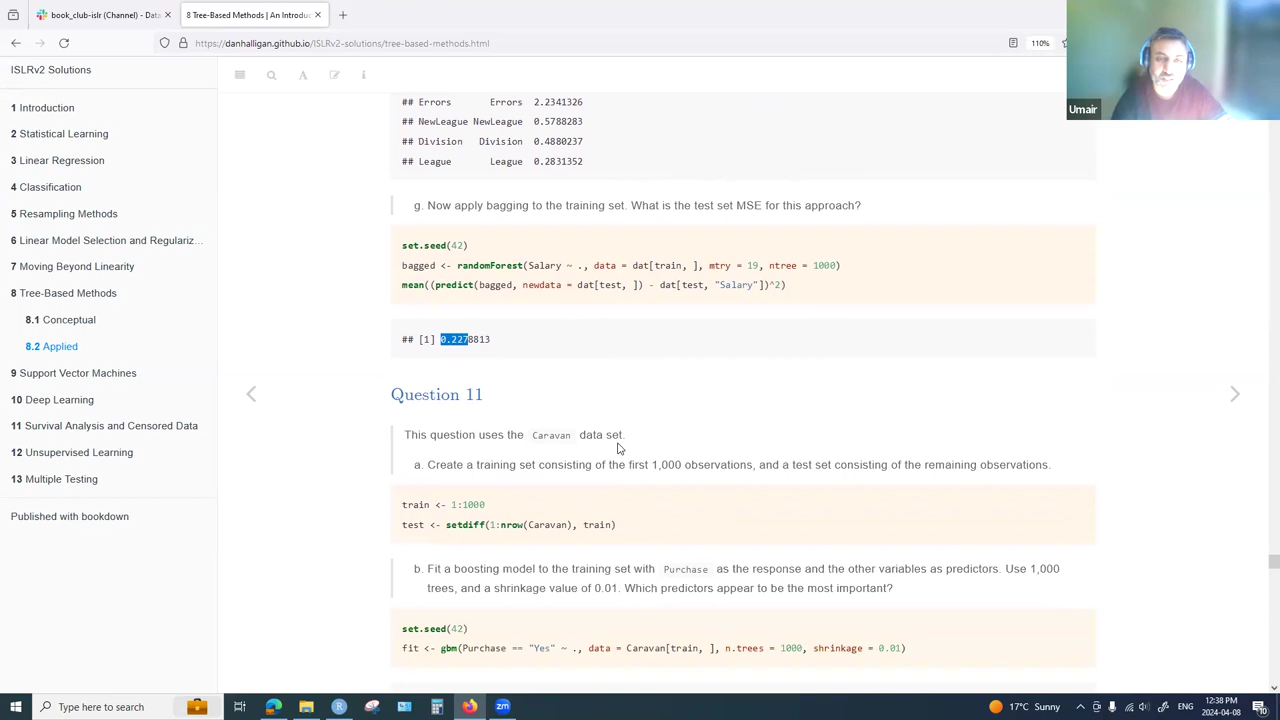 book_club-islr (Channel) - Dat
8 Tree-Based Methods | An Introdu
https://danhalligan.github.io/ISLRv2-solutions/tree-based-methods.html
110%
Umair
ISLRv2 Solutions
1 Introduction
2 Statistical Learning
3 Linear Regression
4 Classification
5 Resampling Methods
6 Linear Model Selection and Regulariz...
7 Moving Beyond Linearity
8 Tree-Based Methods
8.1 Conceptual
8.2 Applied
9 Support Vector Machines
10 Deep Learning
11 Survival Analysis and Censored Data
12 Unsupervised Learning
13 Multiple Testing
Published with bookdown
## Errors Errors 2.2341326
## NewLeague NewLeague 0.5788283
## Division Division 0.4880237
## League League 0.2831352
g. Now apply bagging to the training set. What is the test set MSE for this approach?
set.seed(42)
bagged <- randomForest(Salary ~ ., data = dat[train, ], mtry = 19, ntree = 1000)
mean((predict(bagged, newdata = dat[test, ]) - dat[test, "Salary"])^2)
## [1] 0.2278813
Question 11
This question uses the Caravan data set.
a. Create a training set consisting of the first 1,000 observations, and a test set consisting of the remaining observations.
train <- 1:1000
test <- setdiff(1:nrow(Caravan), train)
b. Fit a boosting model to the training set with Purchase as the response and the other variables as predictors. Use 1,000
trees, and a shrinkage value of 0.01. Which predictors appear to be the most important?
set.seed(42)
fit <- gbm(Purchase == "Yes" ~ ., data = Caravan[train, ], n.trees = 1000, shrinkage = 0.01)
Type here to search
17°C Sunny
12:38 PM
2024-04-08